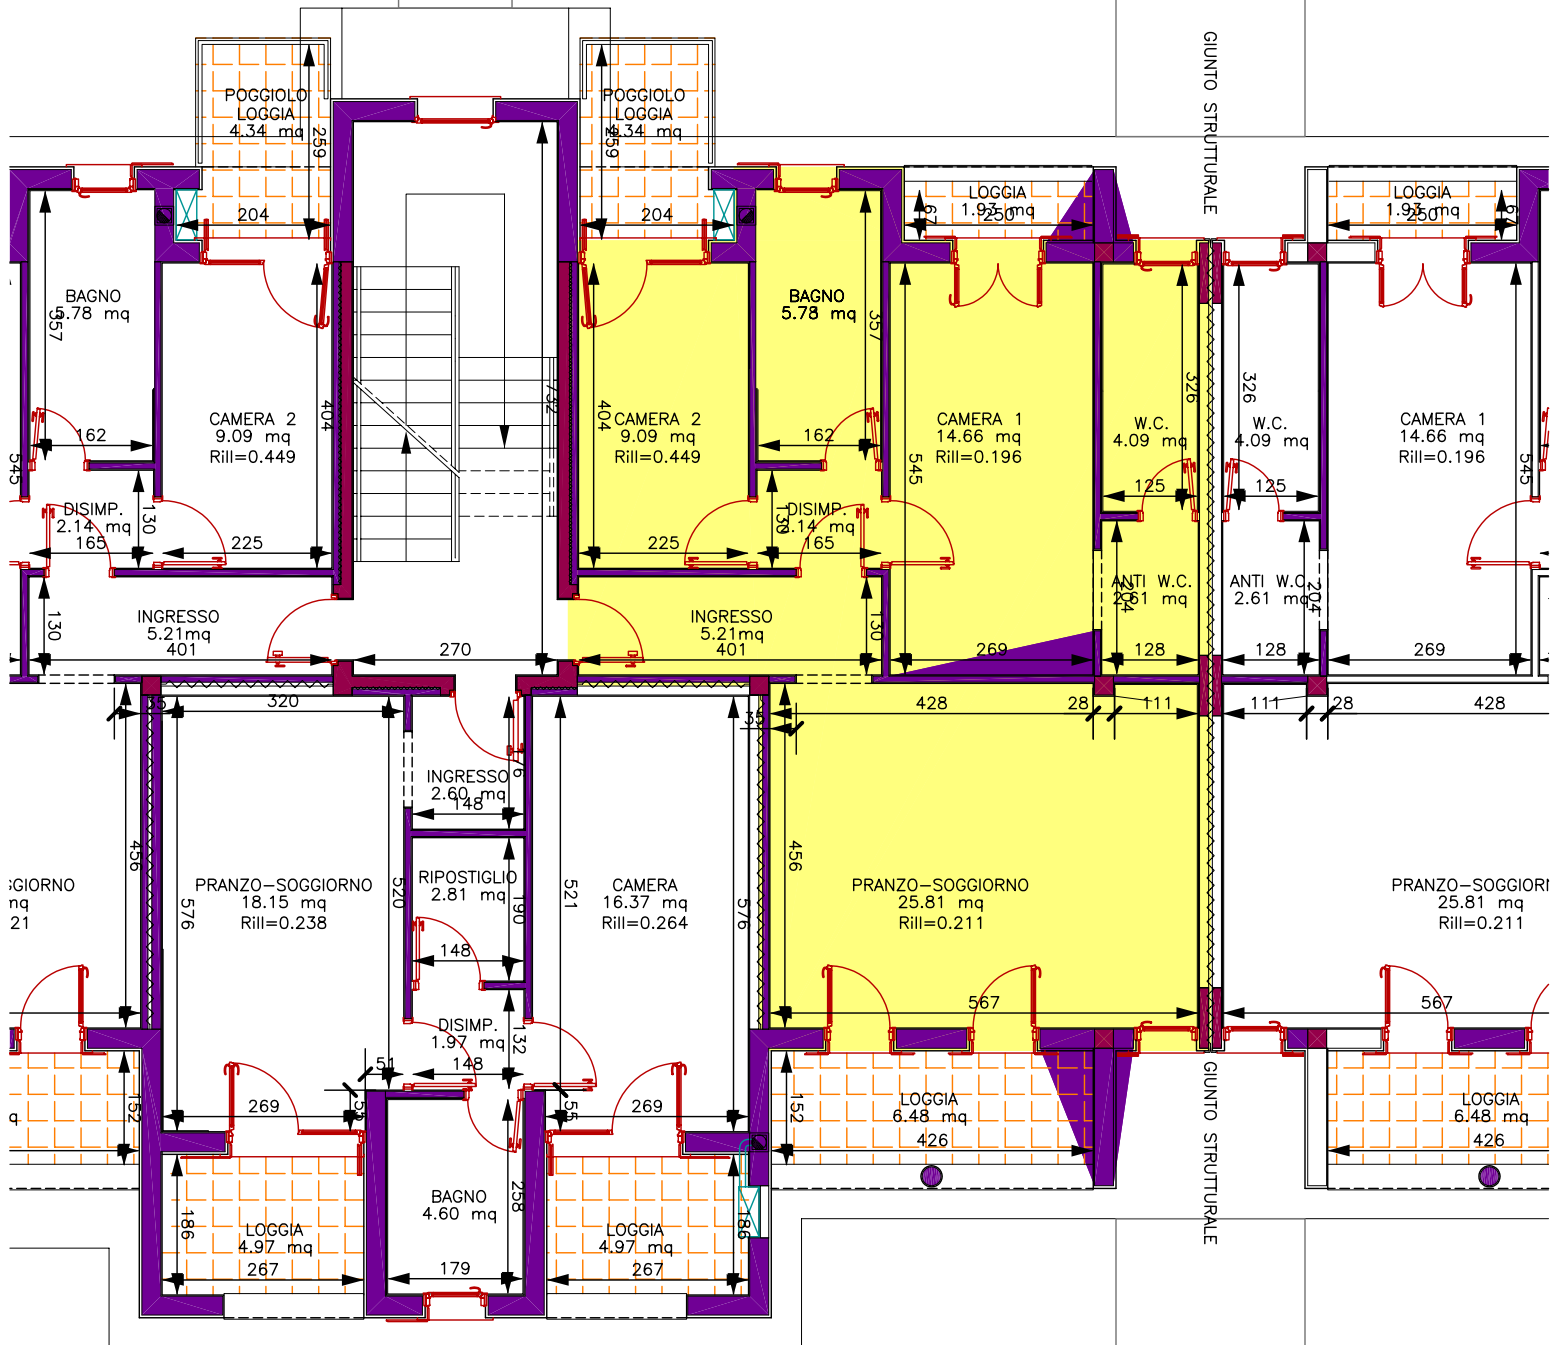 GIUNTO STRUTTURALE
POGGIOLO
LOGGIA
4.34 mq
259
204
POGGIOLO
LOGGIA
4.34 mq
259
204
LOGGIA
1.93 mq
250
67
LOGGIA
1.93 mq
250
67
BAGNO
5.78 mq
357
162
CAMERA 2
9.09 mq
Rill=0.449
404
225
732
CAMERA 2
9.09 mq
Rill=0.449
404
225
BAGNO
5.78 mq
357
162
CAMERA 1
14.66 mq
Rill=0.196
545
269
W.C.
4.09 mq
326
125
W.C.
4.09 mq
326
125
CAMERA 1
14.66 mq
Rill=0.196
545
269
545
DISIMP.
2.14 mq
130
165
DISIMP.
2.14 mq
130
165
ANTI W.C.
2.61 mq
204
128
ANTI W.C.
2.61 mq
204
128
INGRESSO
5.21mq
401
130
270
INGRESSO
5.21mq
401
130
35
320
35
428
28
111
111
28
428
INGRESSO
2.60 mq
148
456
GGIORNO
mq
21
PRANZO-SOGGIORNO
18.15 mq
Rill=0.238
576
520
RIPOSTIGLIO
2.81 mq
190
148
CAMERA
16.37 mq
Rill=0.264
521
576
456
PRANZO-SOGGIORNO
25.81 mq
Rill=0.211
567
PRANZO-SOGGIORN
25.81 mq
Rill=0.211
567
DISIMP.
1.97 mq
132
148
51
55
269
55
269
152
152
LOGGIA
6.48 mq
426
LOGGIA
6.48 mq
426
GIUNTO STRUTTURALE
BAGNO
4.60 mq
258
179
LOGGIA
4.97 mq
186
267
LOGGIA
4.97 mq
186
267